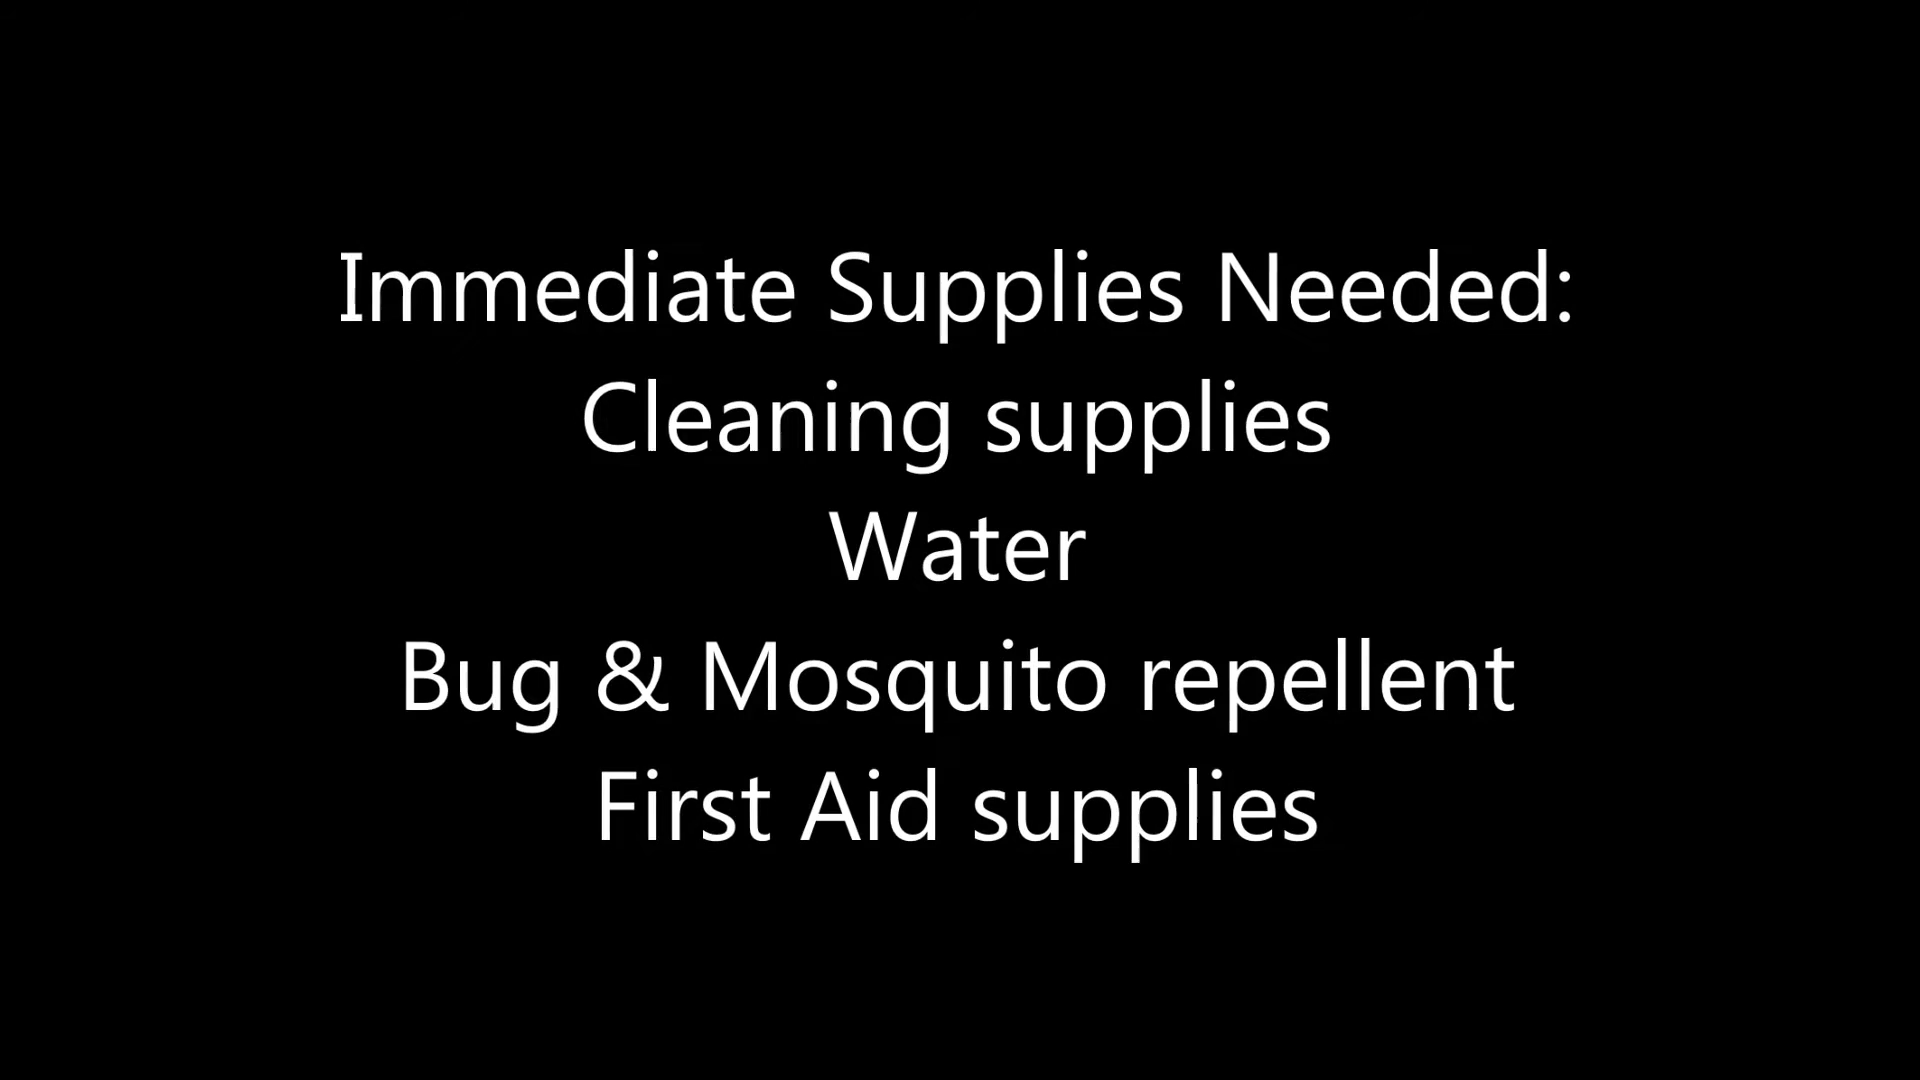 Immediate Supplies Needed:
Cleaning supplies
Water
Bug & Mosquito repellent
First Aid supplies